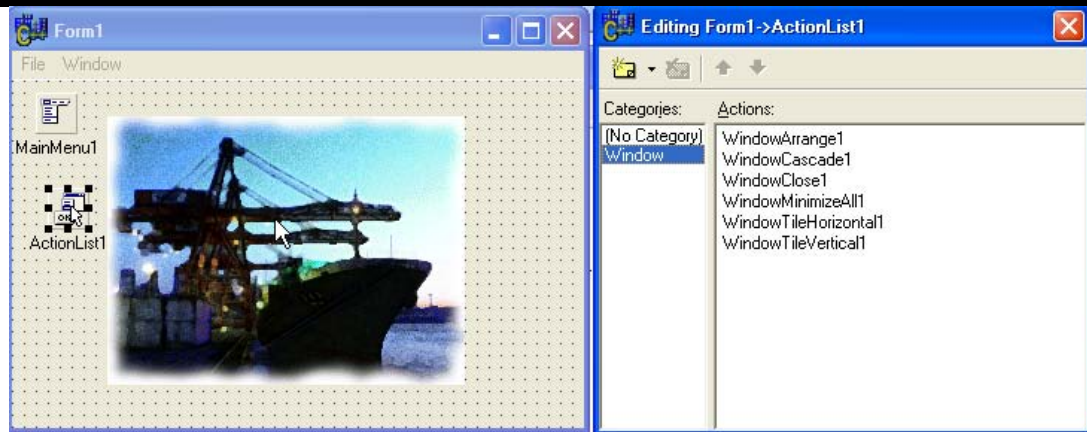 Form1
File Window
MainMenu1
OK
ActionList1
Editing Form1->ActionList1
Categories:
Actions:
(No Category)
Window
WindowArrange1
WindowCascade1
WindowClose1
WindowMinimizeAll1
WindowTileHorizontal1
WindowTileVertical1